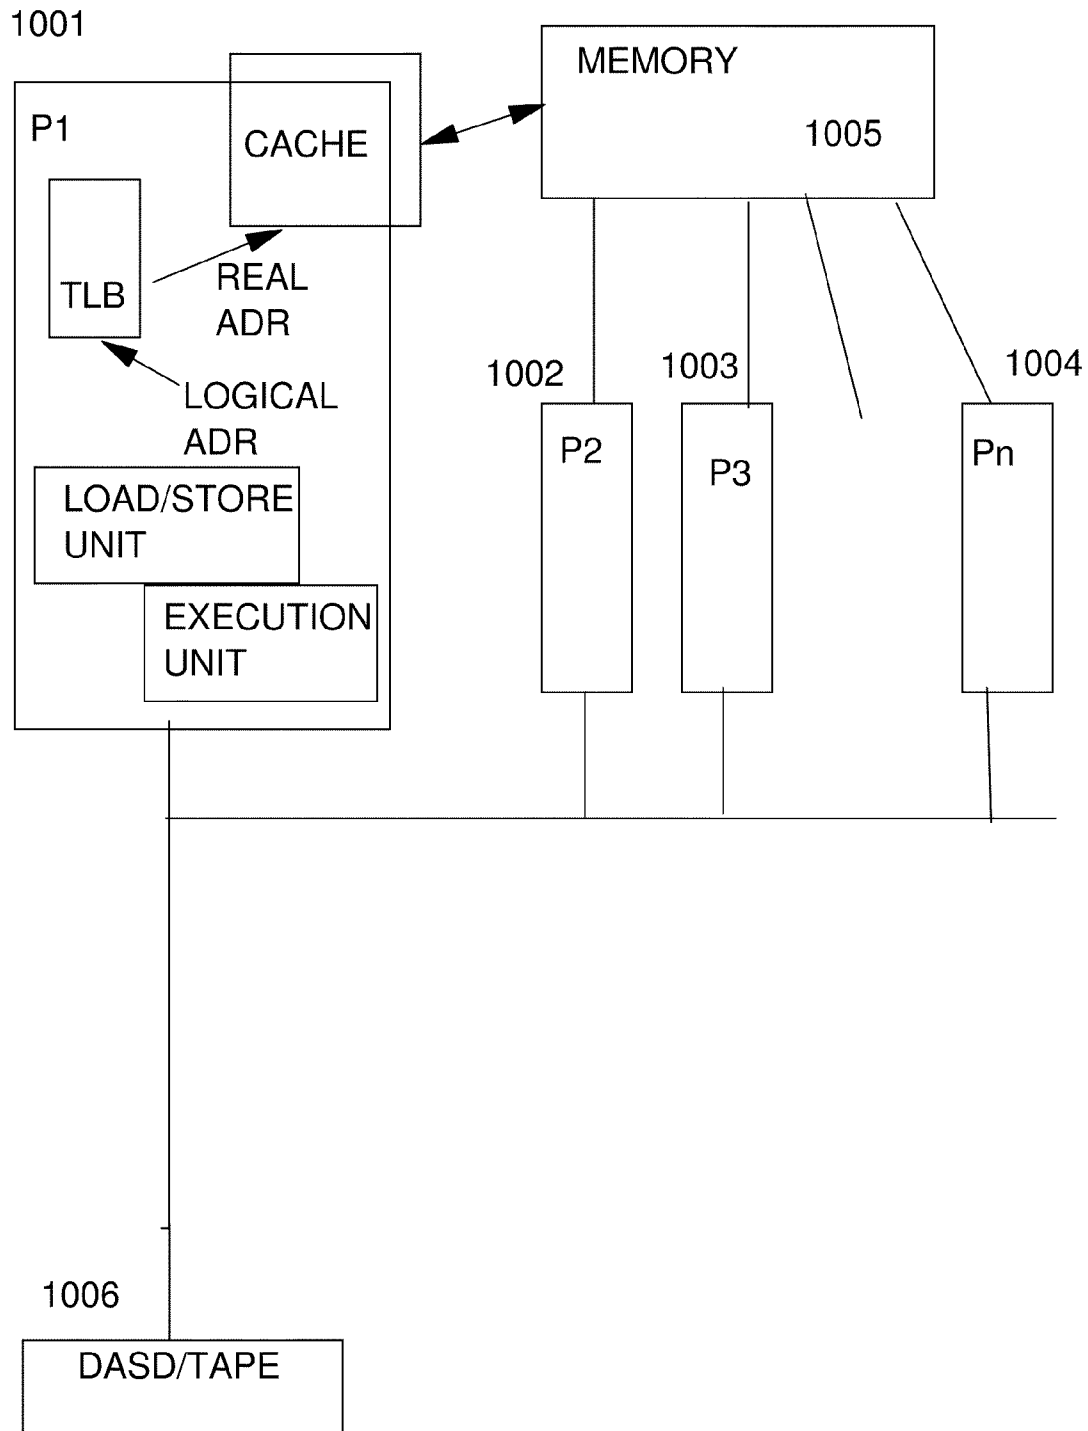 1001
MEMORY
P1
1005
CACHE
REAL
ADR
TLB
1002
1003
1004
LOGICAL
ADR
P2
P3
Pn
LOAD/STORE
UNIT
EXECUTION
UNIT
1006
DASD/TAPE